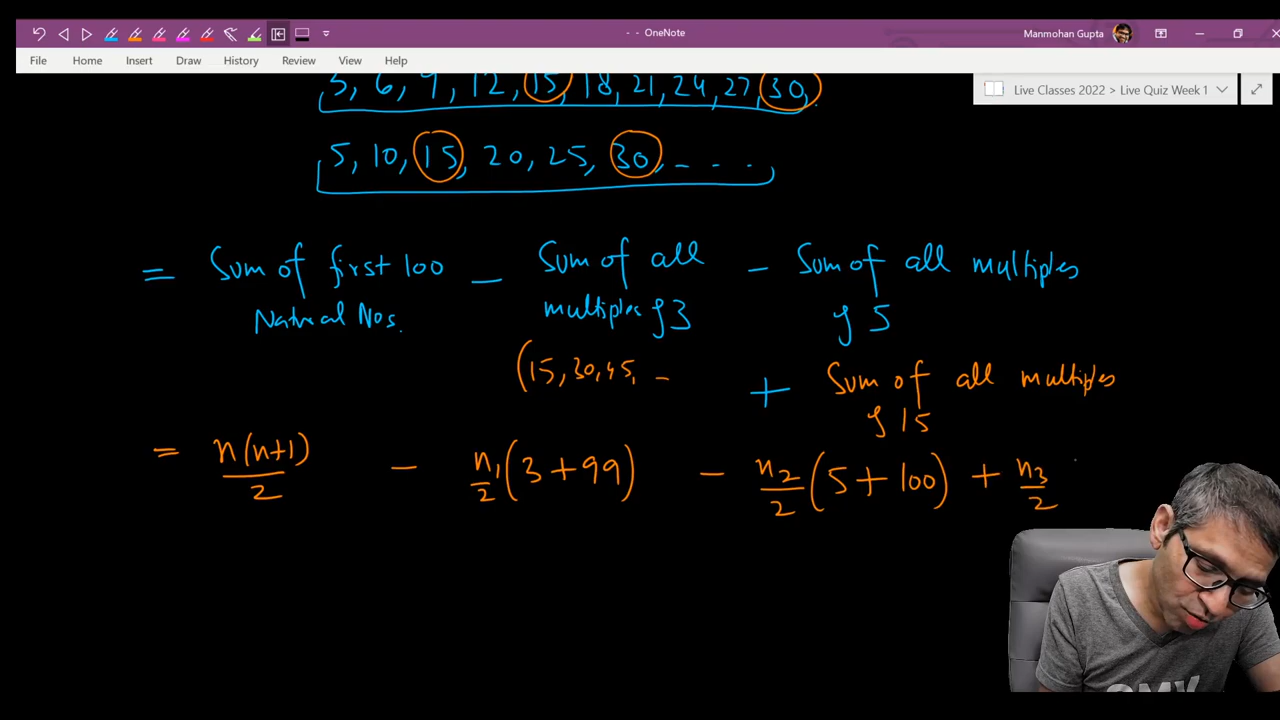 - - OneNote
Manmohan Gupta
File Home Insert Draw History Review View Help
Live Classes 2022 > Live Quiz Week 1
3, 6, 9, 12, 15, 18, 21, 24, 27, 30,
5, 10, 15, 20, 25, 30, - . . .
= Sum of first 100 - Sum of all - Sum of all multiples
Natural Nos. multiples of 3 of 5
(15, 30, 45, - + Sum of all multiples
of 15
= n(n+1)/2 - n₁/2 (3+99) - n₂/2 (5+100) + n₃/2